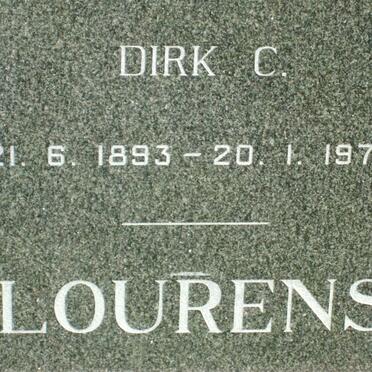 DIRK C.
21. 6. 1893 – 20. 1. 197
LOURENS